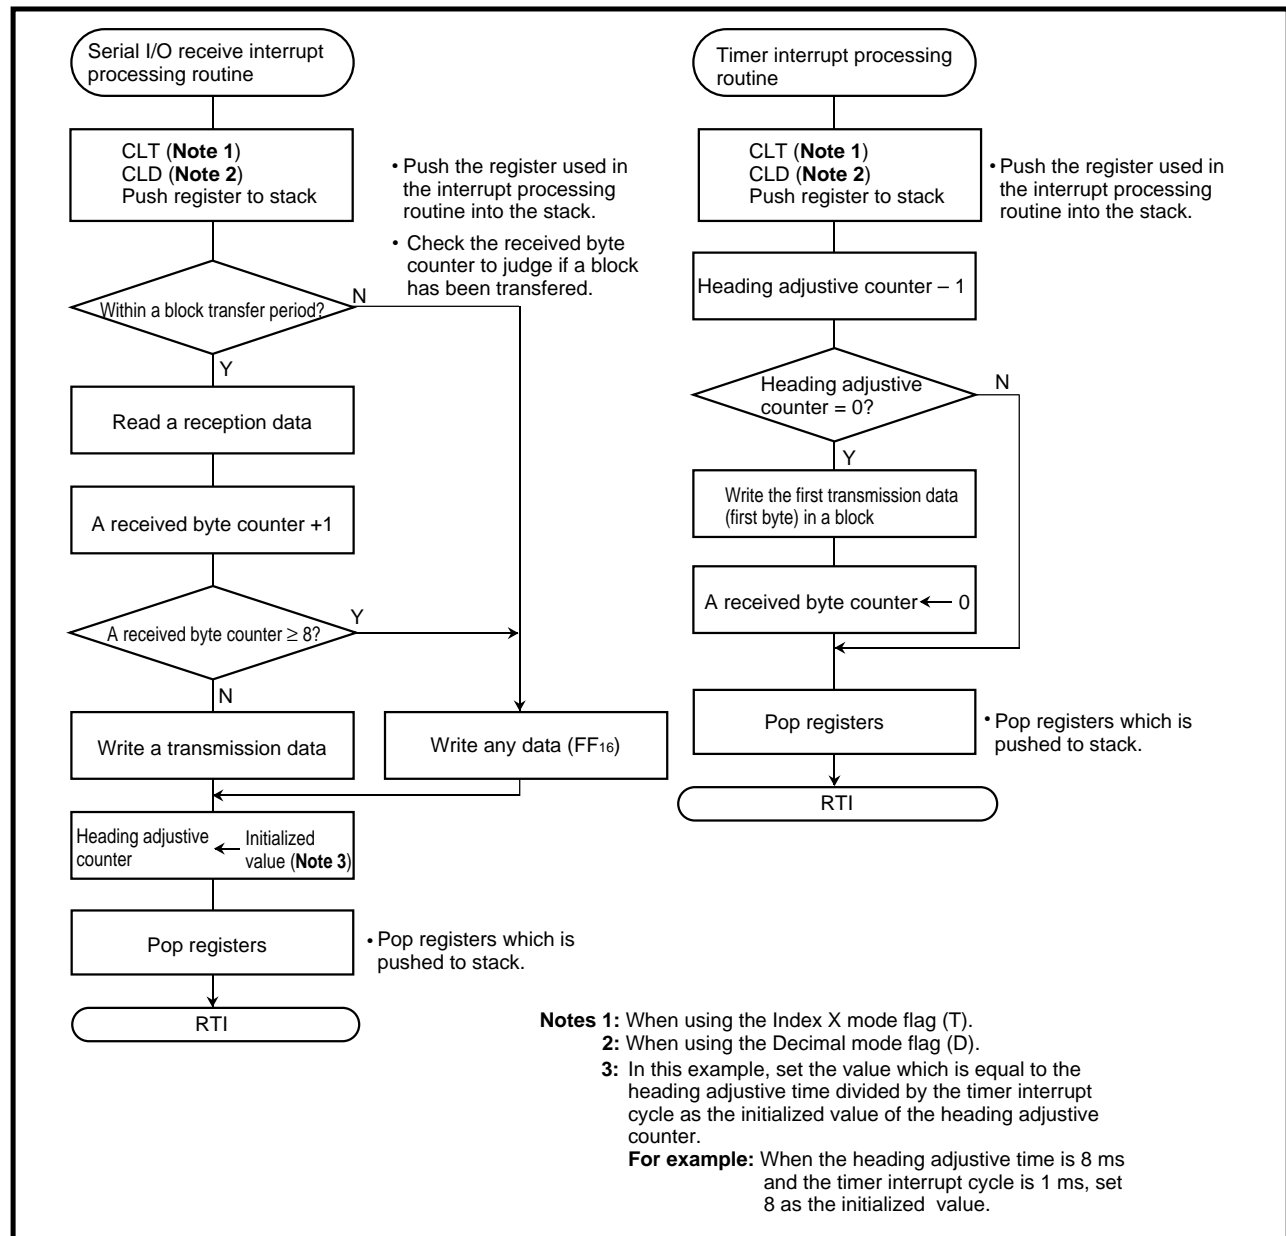 Serial I/O receive interrupt
processing routine
CLT (Note 1)
CLD (Note 2)
Push register to stack
• Push the register used in
the interrupt processing
routine into the stack.
• Check the received byte
counter to judge if a block
has been transfered.
Within a block transfer period?
N
Y
Read a reception data
A received byte counter +1
A received byte counter ≥ 8?
Y
N
Write a transmission data
Write any data (FF16)
Heading adjustive
counter
← Initialized
value (Note 3)
Pop registers
• Pop registers which is
pushed to stack.
RTI
Timer interrupt processing
routine
CLT (Note 1)
CLD (Note 2)
Push register to stack
• Push the register used in
the interrupt processing
routine into the stack.
Heading adjustive counter – 1
Heading adjustive
counter = 0?
N
Y
Write the first transmission data
(first byte) in a block
A received byte counter ← 0
Pop registers
• Pop registers which is
pushed to stack.
RTI
Notes 1: When using the Index X mode flag (T).
2: When using the Decimal mode flag (D).
3: In this example, set the value which is equal to the
heading adjustive time divided by the timer interrupt
cycle as the initialized value of the heading adjustive
counter.
For example: When the heading adjustive time is 8 ms
and the timer interrupt cycle is 1 ms, set
8 as the initialized value.